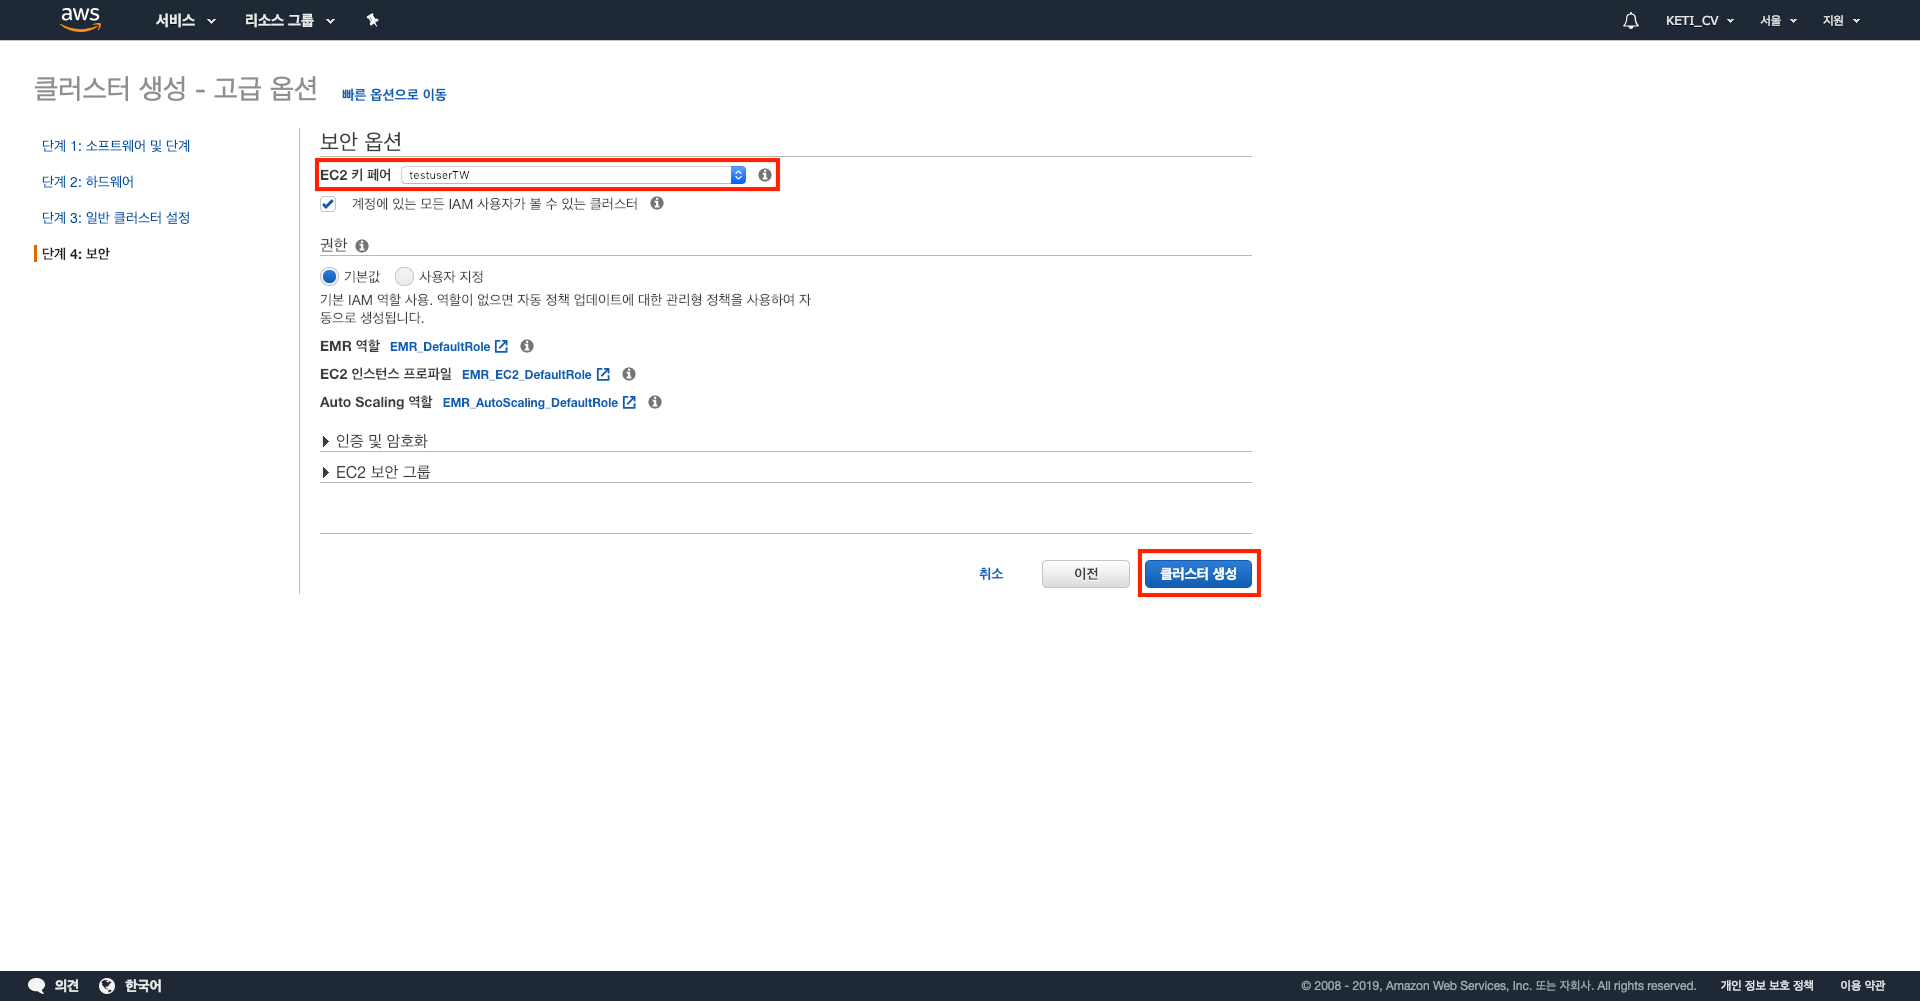 aws 서비스 리소스 그룹 KETI_CV 서울 지원
클러스터 생성 - 고급 옵션 빠른 옵션으로 이동
단계 1: 소프트웨어 및 단계
단계 2: 하드웨어
단계 3: 일반 클러스터 설정
단계 4: 보안
보안 옵션
EC2 키 페어 testuserTW
계정에 있는 모든 IAM 사용자가 볼 수 있는 클러스터
권한
기본값 사용자 지정
기본 IAM 역할 사용. 역할이 없으면 자동 정책 업데이트에 대한 관리형 정책을 사용하여 자
동으로 생성됩니다.
EMR 역할 EMR_DefaultRole
EC2 인스턴스 프로파일 EMR_EC2_DefaultRole
Auto Scaling 역할 EMR_AutoScaling_DefaultRole
인증 및 암호화
EC2 보안 그룹
취소 이전 클러스터 생성
의견 한국어 © 2008 - 2019, Amazon Web Services, Inc. 또는 자회사. All rights reserved. 개인 정보 보호 정책 이용 약관